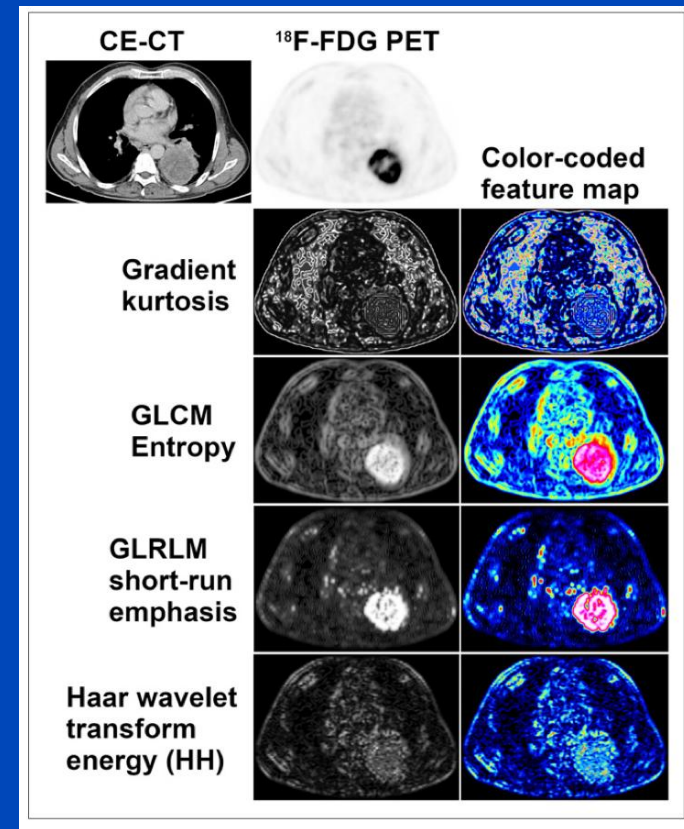 CE-CT
¹⁸F-FDG PET
Color-coded
feature map
Gradient
kurtosis
GLCM
Entropy
GLRLM
short-run
emphasis
Haar wavelet
transform
energy (HH)